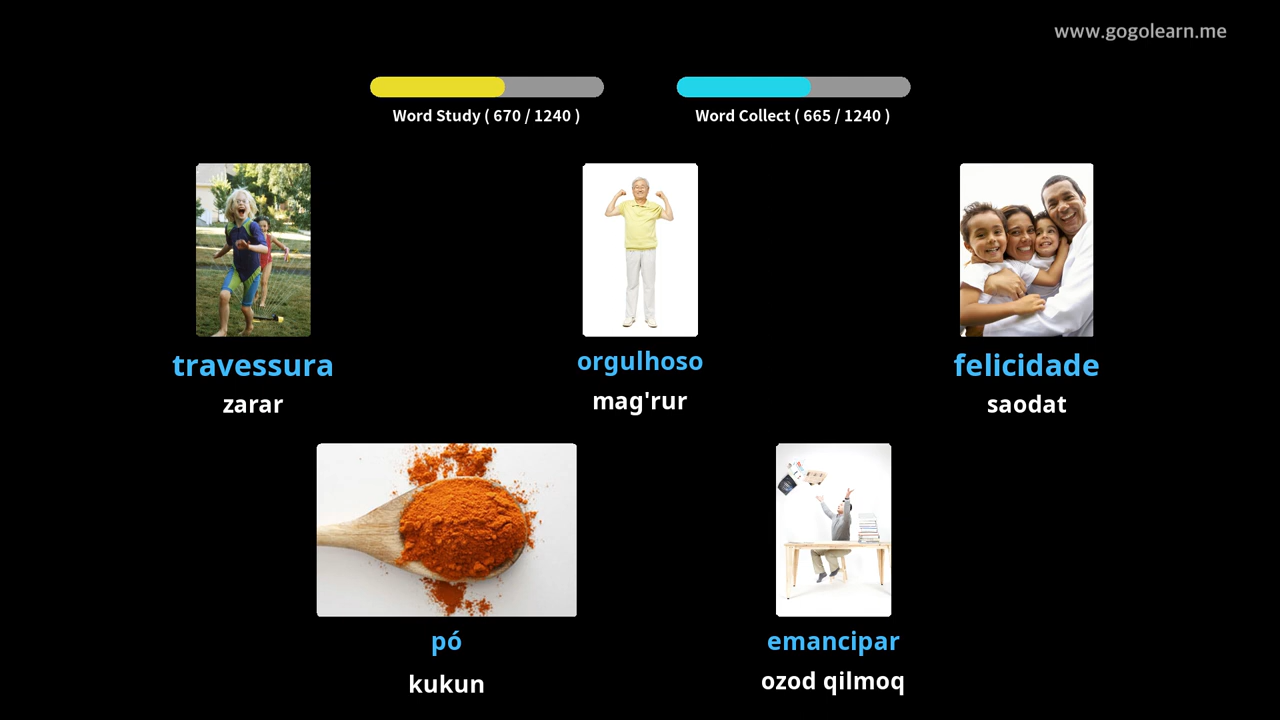 www.gogolearn.me
Word Study ( 670 / 1240 )
Word Collect ( 665 / 1240 )
travessura
zarar
orgulhoso
mag'rur
felicidade
saodat
pó
kukun
emancipar
ozod qilmoq